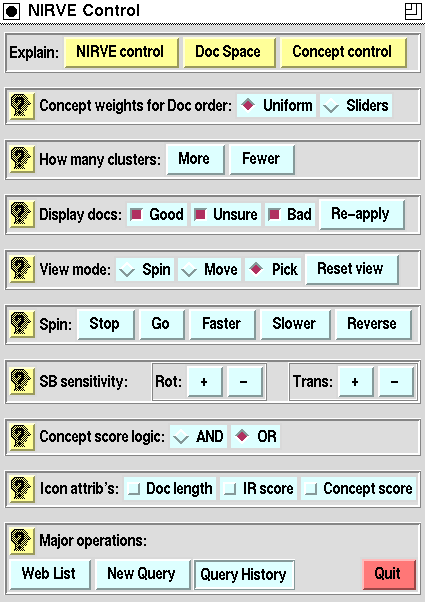 NIRVE Control
Explain: NIRVE control Doc Space Concept control
Concept weights for Doc order: Uniform Sliders
How many clusters: More Fewer
Display docs: Good Unsure Bad Re-apply
View mode: Spin Move Pick Reset view
Spin: Stop Go Faster Slower Reverse
SB sensitivity: Rot: + - Trans: + -
Concept score logic: AND OR
Icon attrib's: Doc length IR score Concept score
Major operations:
Web List New Query Query History Quit